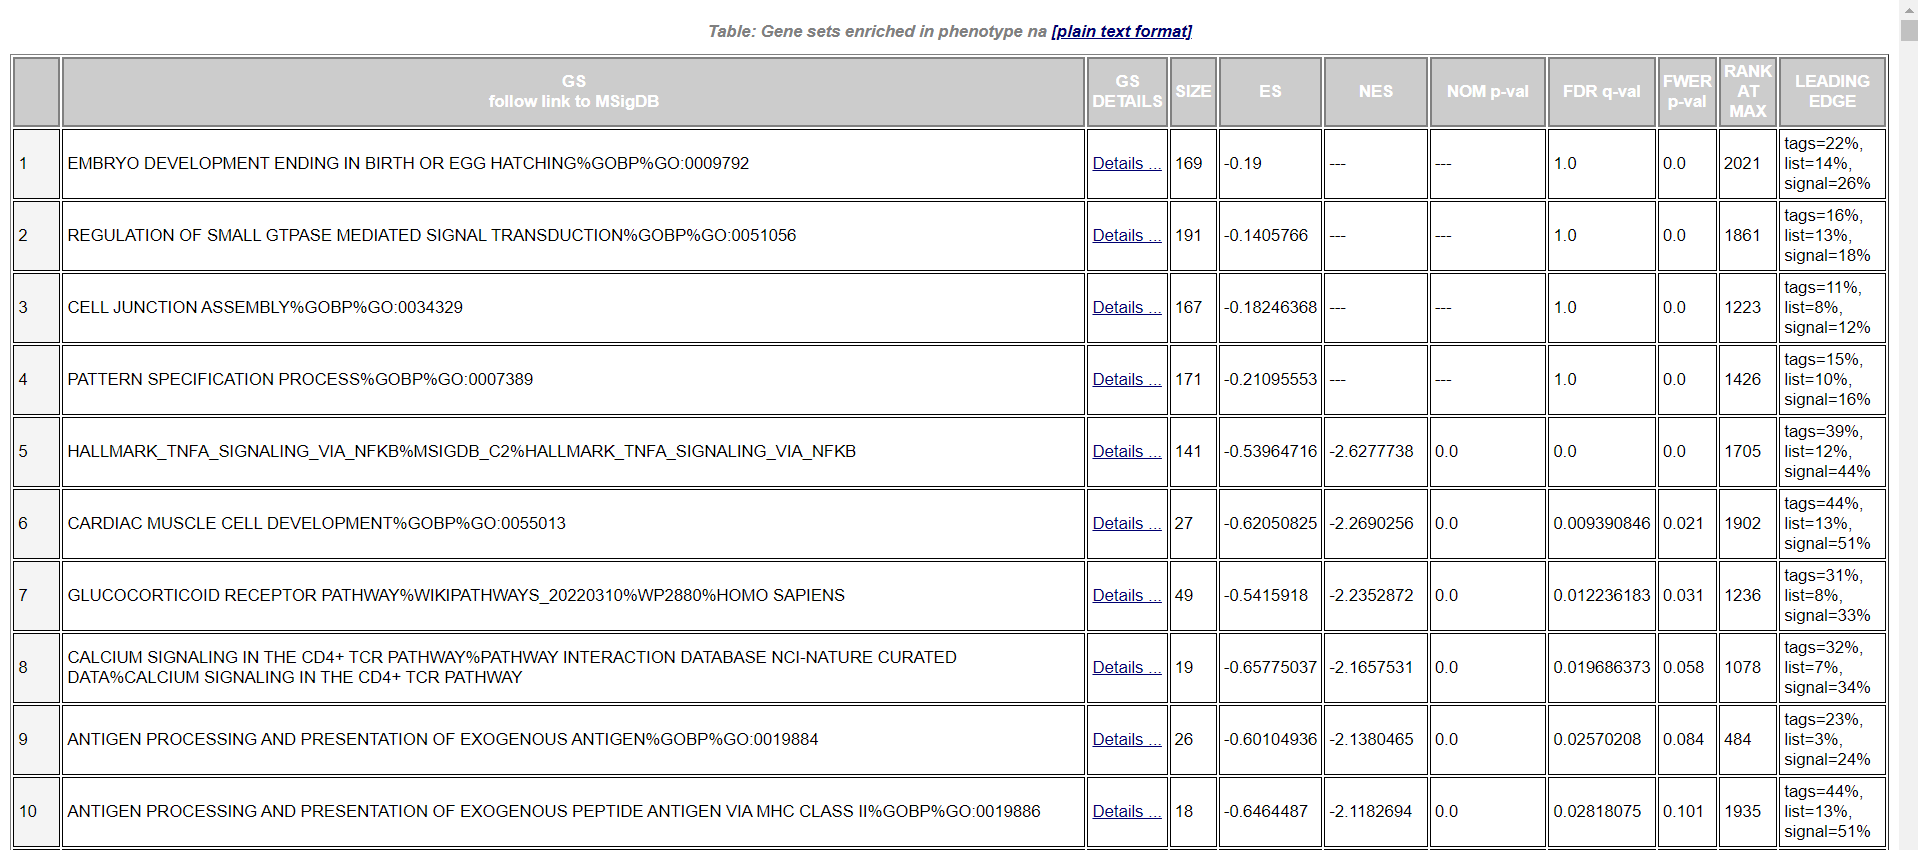 Table: Gene sets enriched in phenotype na [plain text format]
GS
follow link to MSigDB
GS
DETAILS
SIZE
ES
NES
NOM p-val
FDR q-val
FWER
p-val
RANK
AT
MAX
LEADING
EDGE
1
EMBRYO DEVELOPMENT ENDING IN BIRTH OR EGG HATCHING%GOBP%GO:0009792
Details ...
169
-0.19
---
---
1.0
0.0
2021
tags=22%,
list=14%,
signal=26%
2
REGULATION OF SMALL GTPASE MEDIATED SIGNAL TRANSDUCTION%GOBP%GO:0051056
Details ...
191
-0.1405766
---
---
1.0
0.0
1861
tags=16%,
list=13%,
signal=18%
3
CELL JUNCTION ASSEMBLY%GOBP%GO:0034329
Details ...
167
-0.18246368
---
---
1.0
0.0
1223
tags=11%,
list=8%,
signal=12%
4
PATTERN SPECIFICATION PROCESS%GOBP%GO:0007389
Details ...
171
-0.21095553
---
---
1.0
0.0
1426
tags=15%,
list=10%,
signal=16%
5
HALLMARK_TNFA_SIGNALING_VIA_NFKB%MSIGDB_C2%HALLMARK_TNFA_SIGNALING_VIA_NFKB
Details ...
141
-0.53964716
-2.6277738
0.0
0.0
0.0
1705
tags=39%,
list=12%,
signal=44%
6
CARDIAC MUSCLE CELL DEVELOPMENT%GOBP%GO:0055013
Details ...
27
-0.62050825
-2.2690256
0.0
0.009390846
0.021
1902
tags=44%,
list=13%,
signal=51%
7
GLUCOCORTICOID RECEPTOR PATHWAY%WIKIPATHWAYS_20220310%WP2880%HOMO SAPIENS
Details ...
49
-0.5415918
-2.2352872
0.0
0.012236183
0.031
1236
tags=31%,
list=8%,
signal=33%
8
CALCIUM SIGNALING IN THE CD4+ TCR PATHWAY%PATHWAY INTERACTION DATABASE NCI-NATURE CURATED
DATA%CALCIUM SIGNALING IN THE CD4+ TCR PATHWAY
Details ...
19
-0.65775037
-2.1657531
0.0
0.019686373
0.058
1078
tags=32%,
list=7%,
signal=34%
9
ANTIGEN PROCESSING AND PRESENTATION OF EXOGENOUS ANTIGEN%GOBP%GO:0019884
Details ...
26
-0.60104936
-2.1380465
0.0
0.02570208
0.084
484
tags=23%,
list=3%,
signal=24%
10
ANTIGEN PROCESSING AND PRESENTATION OF EXOGENOUS PEPTIDE ANTIGEN VIA MHC CLASS II%GOBP%GO:0019886
Details ...
18
-0.6464487
-2.1182694
0.0
0.02818075
0.101
1935
tags=44%,
list=13%,
signal=51%